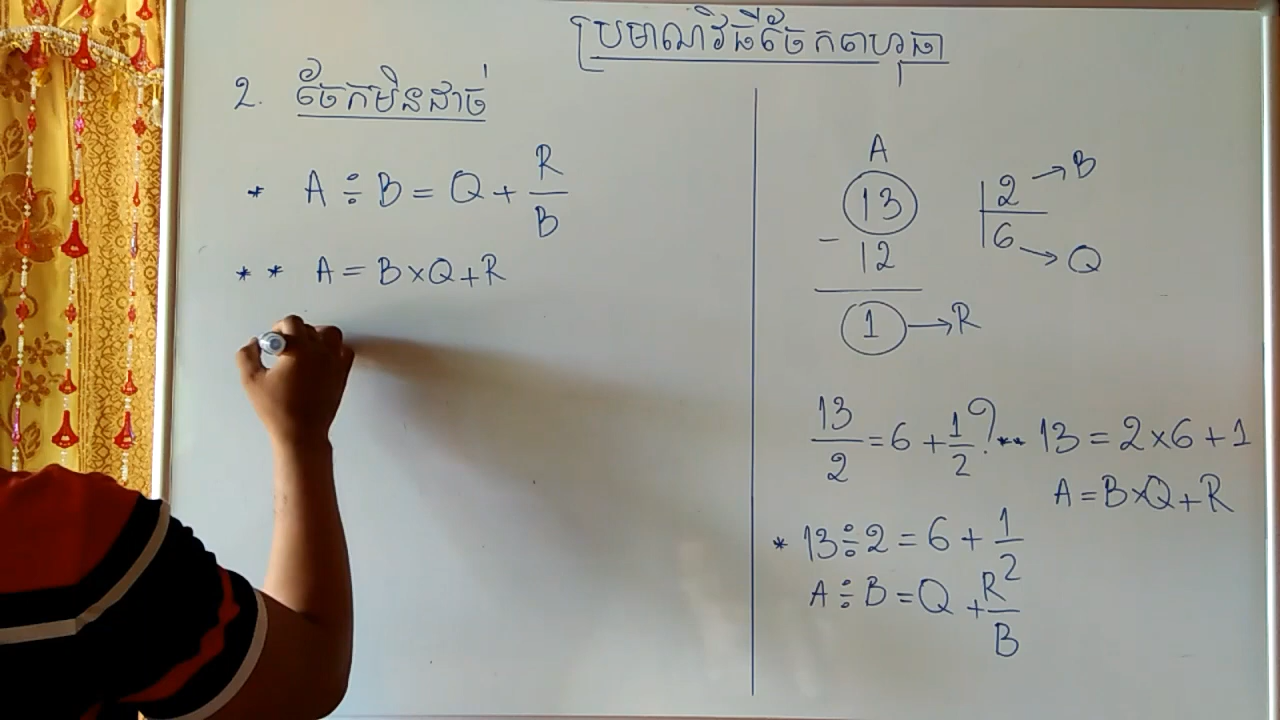 ប្រមាណវិធីចែកពហុធា
2. ចែកមិនដាច់
* A ÷ B = Q + R/B
* * A = B×Q+R
A
13 |2 → B
- 12 |6 → Q
1 → R
13/2 = 6 + 1/2 ? ** 13 = 2×6+1
A = B×Q+R
* 13÷2 = 6 + 1/2
A ÷ B = Q + R/B